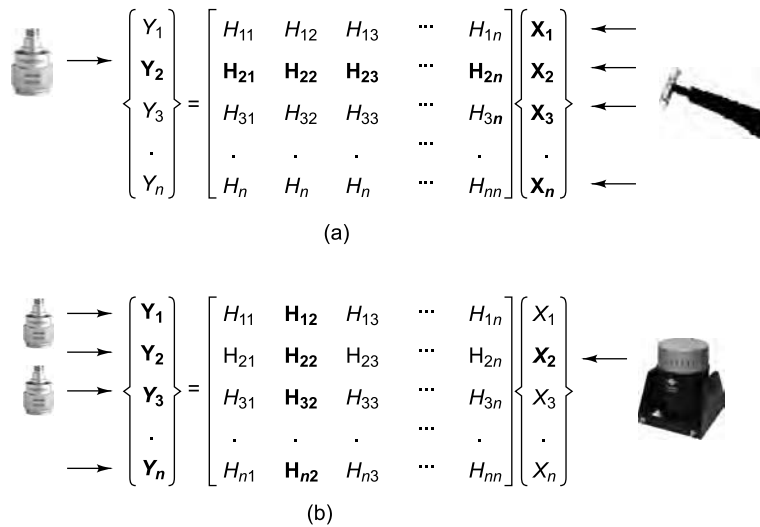 Y₁ H₁₁ H₁₂ H₁₃ ... H₁ₙ X₁
Y₂ H₂₁ H₂₂ H₂₃ ... H₂ₙ X₂
Y₃ = H₃₁ H₃₂ H₃₃ ... H₃ₙ X₃
. . . . ... . .
Yₙ Hₙ Hₙ Hₙ ... Hₙₙ Xₙ
(a)
Y₁ H₁₁ H₁₂ H₁₃ ... H₁ₙ X₁
Y₂ H₂₁ H₂₂ H₂₃ ... H₂ₙ X₂
Y₃ = H₃₁ H₃₂ H₃₃ ... H₃ₙ X₃
. . . . ... . .
Yₙ Hₙ₁ Hₙ₂ Hₙ₃ ... Hₙₙ Xₙ
(b)